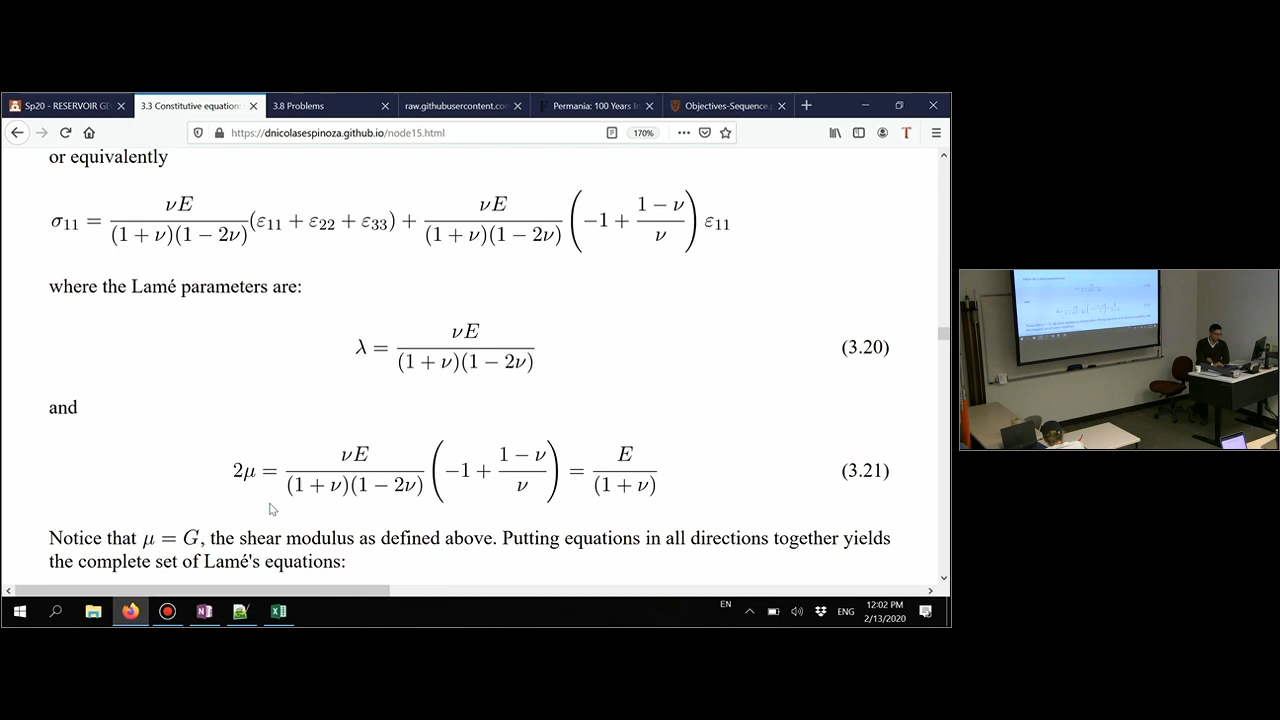 Sp20 - RESERVOIR GE
3.3 Constitutive equation:
3.8 Problems
raw.githubusercontent.co
Permania: 100 Years In
Objectives-Sequence.p
https://dnicolasespinoza.github.io/node15.html
170%
or equivalently
σ₁₁ = νE/((1 + ν)(1 − 2ν)) (ε₁₁ + ε₂₂ + ε₃₃) + νE/((1 + ν)(1 − 2ν)) (−1 + (1 − ν)/ν) ε₁₁
where the Lamé parameters are:
λ = νE/((1 + ν)(1 − 2ν)) (3.20)
and
2μ = νE/((1 + ν)(1 − 2ν)) (−1 + (1 − ν)/ν) = E/(1 + ν) (3.21)
Notice that μ = G, the shear modulus as defined above. Putting equations in all directions together yields
the complete set of Lamé's equations:
EN
ENG
12:02 PM
2/13/2020